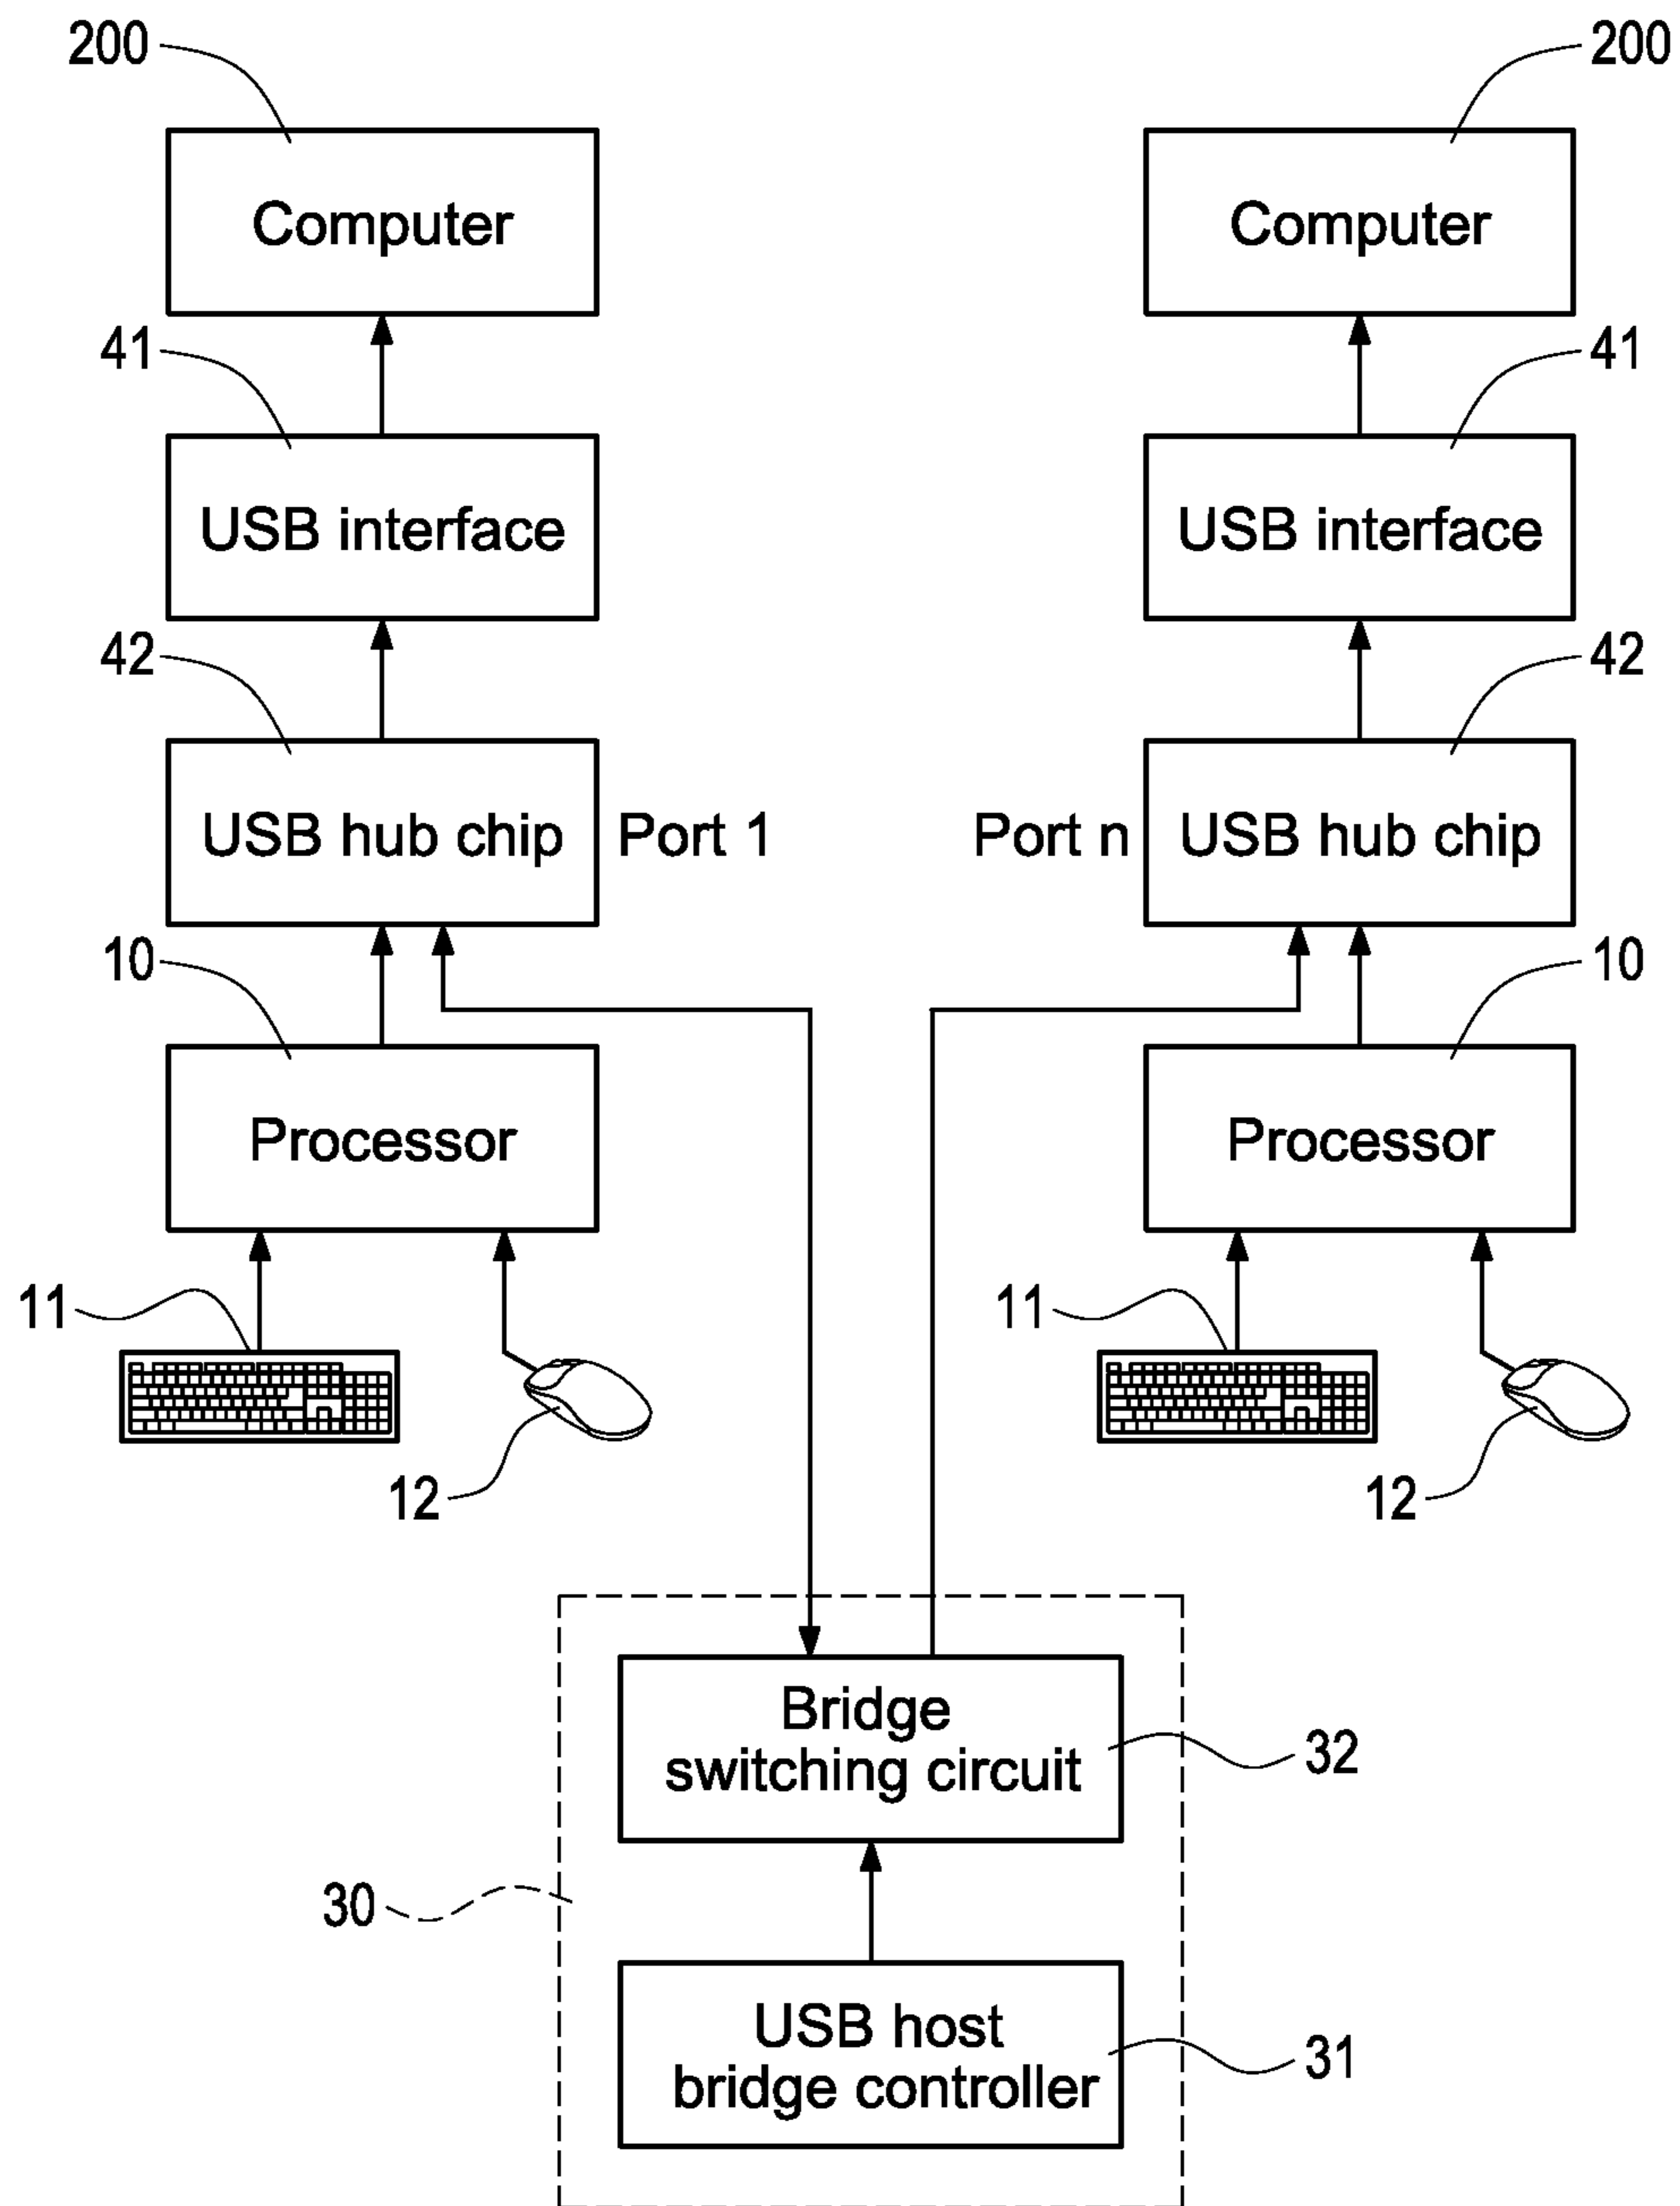 200
200
Computer
Computer
41
41
USB interface
USB interface
42
42
USB hub chip
Port 1
Port n
USB hub chip
10
10
Processor
Processor
11
11
12
12
Bridge
switching circuit
32
30
USB host
bridge controller
31